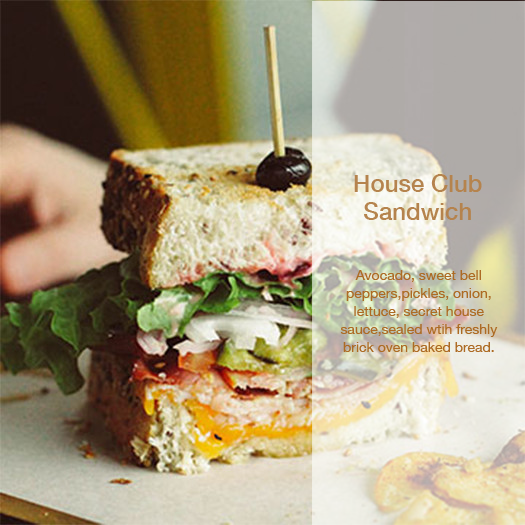 House Club
Sandwich
Avocado, sweet bell
peppers,pickles, onion,
lettuce, secret house
sauce,sealed wtih freshly
brick oven baked bread.